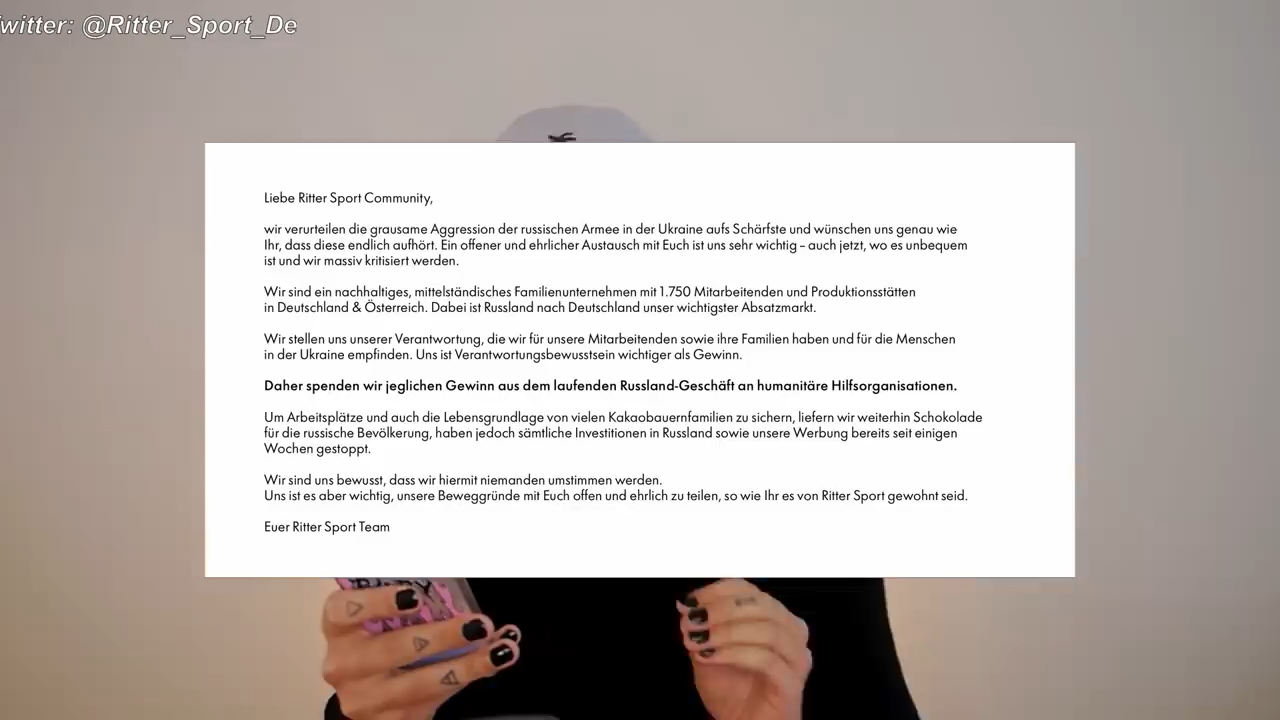 witter: @Ritter_Sport_De
Liebe Ritter Sport Community,
wir verurteilen die grausame Aggression der russischen Armee in der Ukraine aufs Schärfste und wünschen uns genau wie
Ihr, dass diese endlich aufhört. Ein offener und ehrlicher Austausch mit Euch ist uns sehr wichtig – auch jetzt, wo es unbequem
ist und wir massiv kritisiert werden.
Wir sind ein nachhaltiges, mittelständisches Familienunternehmen mit 1.750 Mitarbeitenden und Produktionsstätten
in Deutschland & Österreich. Dabei ist Russland nach Deutschland unser wichtigster Absatzmarkt.
Wir stellen uns unserer Verantwortung, die wir für unsere Mitarbeitenden sowie ihre Familien haben und für die Menschen
in der Ukraine empfinden. Uns ist Verantwortungsbewusstsein wichtiger als Gewinn.
Daher spenden wir jeglichen Gewinn aus dem laufenden Russland-Geschäft an humanitäre Hilfsorganisationen.
Um Arbeitsplätze und auch die Lebensgrundlage von vielen Kakaobauernfamilien zu sichern, liefern wir weiterhin Schokolade
für die russische Bevölkerung, haben jedoch sämtliche Investitionen in Russland sowie unsere Werbung bereits seit einigen
Wochen gestoppt.
Wir sind uns bewusst, dass wir hiermit niemanden umstimmen werden.
Uns ist es aber wichtig, unsere Beweggründe mit Euch offen und ehrlich zu teilen, so wie Ihr es von Ritter Sport gewohnt seid.
Euer Ritter Sport Team